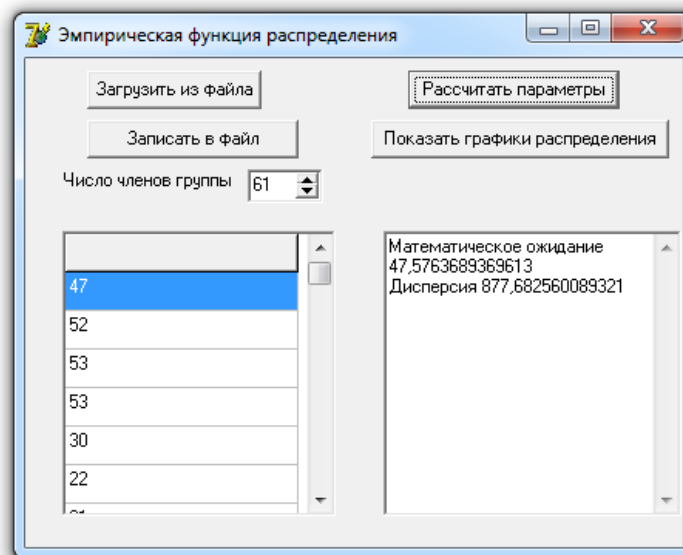 Эмпирическая функция распределения
Загрузить из файла
Рассчитать параметры
Записать в файл
Показать графики распределения
Число членов группы 61
47
52
53
53
30
22
Математическое ожидание
47,5763689369613
Дисперсия 877,682560089321